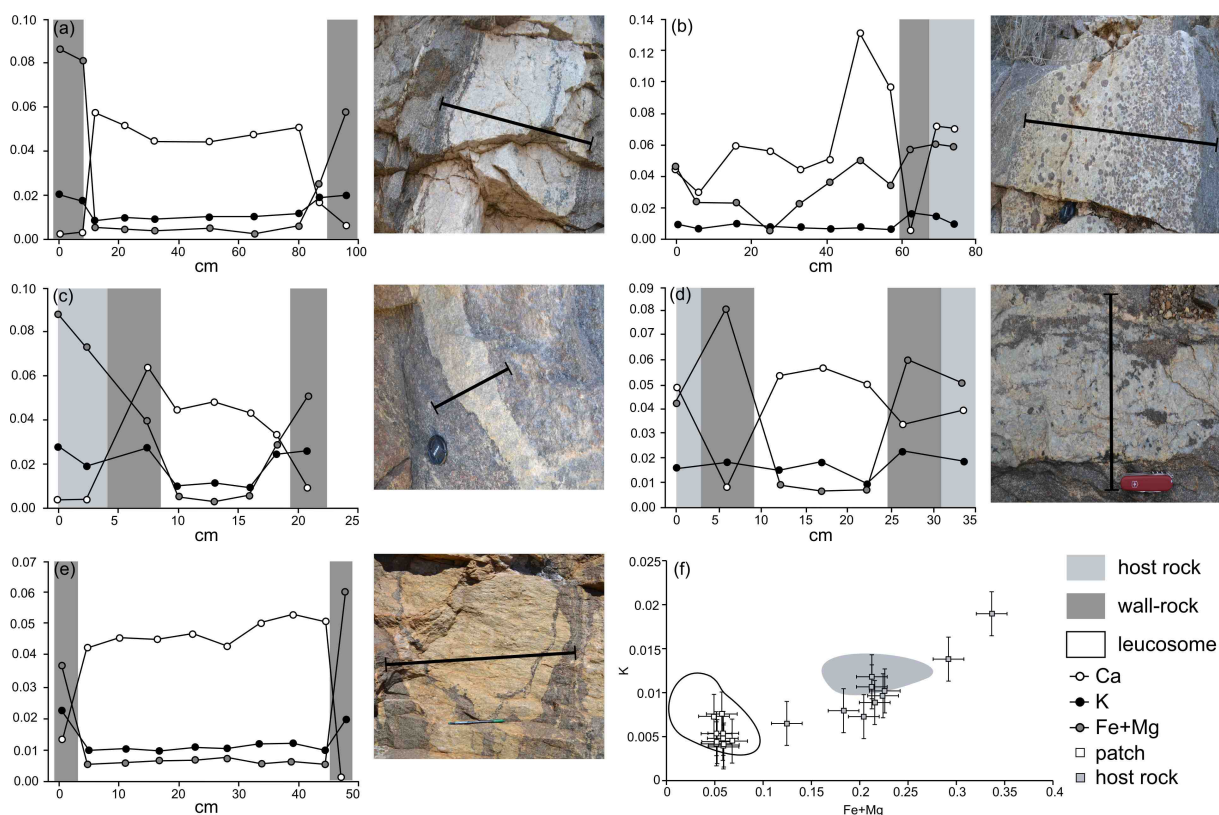 (a)
0.10
0.08
0.06
0.04
0.02
0.00
0 20 40 60 80 100
cm
(b)
0.14
0.12
0.10
0.08
0.06
0.04
0.02
0.00
0 20 40 60 80
cm
(c)
0.10
0.08
0.06
0.04
0.02
0.00
0 5 10 15 20 25
cm
(d)
0.09
0.08
0.07
0.06
0.05
0.04
0.03
0.02
0.01
0.00
0 5 10 15 20 25 30 35
cm
(e)
0.07
0.06
0.05
0.04
0.03
0.02
0.01
0.00
0 10 20 30 40 50
cm
(f)
0.025
0.02
0.015
0.01
0.005
0
K
0 0.05 0.1 0.15 0.2 0.25 0.3 0.35 0.4
Fe+Mg
host rock
wall-rock
leucosome
Ca
K
Fe+Mg
patch
host rock